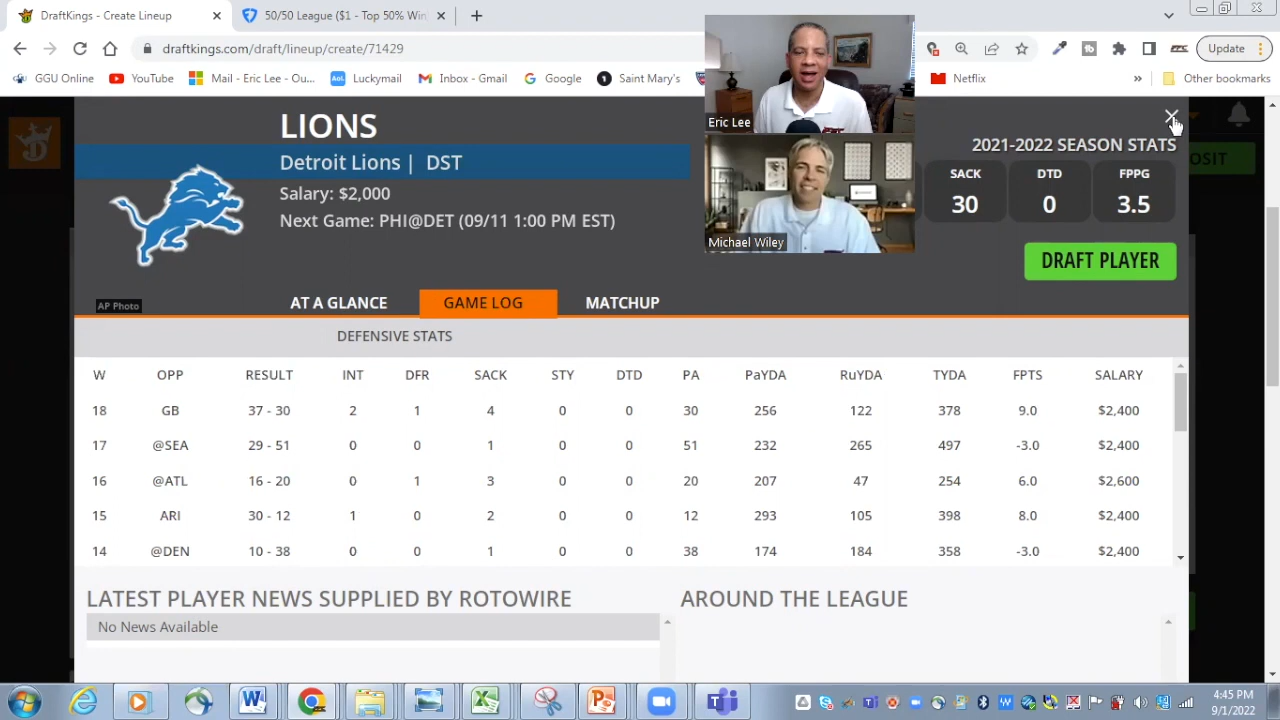 DraftKings - Create Lineup
50/50 Detroit Lions ($1 - Top 50% Win
draftkings.com/draft/lineup/create/71429
Update
GGU Online
YouTube
Mail - Eric Lee - Ou...
Aol.
Luckymail
Inbox - Gmail
Google
Saint Mary's
Netflix
»
Other bookmarks
Eric Lee
Michael Wiley
LIONS
Detroit Lions | DST
Salary: $2,000
Next Game: PHI@DET (09/11 1:00 PM EST)
AP Photo
2021-2022 SEASON STATS
SACK DTD FPPG
30 0 3.5
OSIT
DRAFT PLAYER
AT A GLANCE GAME LOG MATCHUP
DEFENSIVE STATS
W OPP RESULT INT DFR SACK STY DTD PA PaYDA RuYDA TYDA FPTS SALARY
18 GB 37 - 30 2 1 4 0 0 30 256 122 378 9.0 $2,400
17 @SEA 29 - 51 0 0 1 0 0 51 232 265 497 -3.0 $2,400
16 @ATL 16 - 20 0 1 3 0 0 20 207 47 254 6.0 $2,600
15 ARI 30 - 12 1 0 2 0 0 12 293 105 398 8.0 $2,400
14 @DEN 10 - 38 0 0 1 0 0 38 174 184 358 -3.0 $2,400
LATEST PLAYER NEWS SUPPLIED BY ROTOWIRE
No News Available
AROUND THE LEAGUE
4:45 PM
9/1/2022